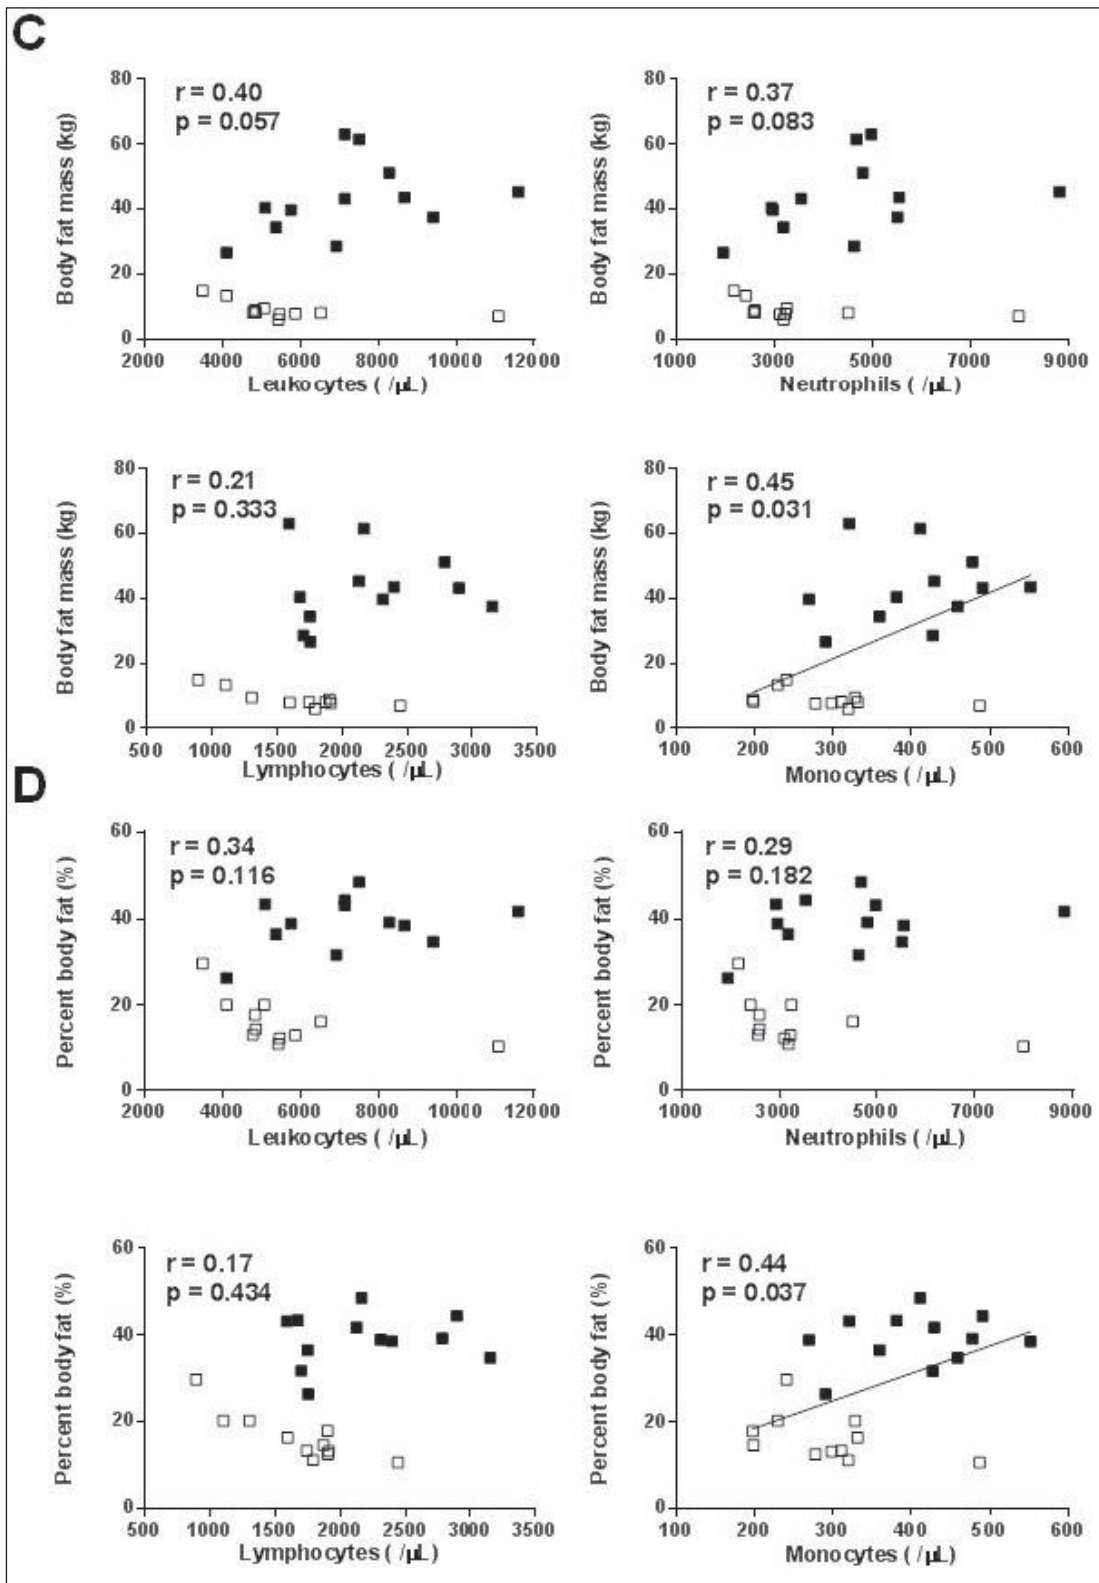 C
r = 0.40
p = 0.057
Body fat mass (kg)
80
60
40
20
0
2000 4000 6000 8000 10000 12000
Leukocytes ( /μL)
r = 0.37
p = 0.083
Body fat mass (kg)
80
60
40
20
0
1000 3000 5000 7000 9000
Neutrophils ( /μL)
r = 0.21
p = 0.333
Body fat mass (kg)
80
60
40
20
0
500 1000 1500 2000 2500 3000 3500
Lymphocytes ( /μL)
r = 0.45
p = 0.031
Body fat mass (kg)
80
60
40
20
0
100 200 300 400 500 600
Monocytes ( /μL)
D
r = 0.34
p = 0.116
Percent body fat (%)
60
40
20
0
2000 4000 6000 8000 10000 12000
Leukocytes ( /μL)
r = 0.29
p = 0.182
Percent body fat (%)
60
40
20
0
1000 3000 5000 7000 9000
Neutrophils ( /μL)
r = 0.17
p = 0.434
Percent body fat (%)
60
40
20
0
500 1000 1500 2000 2500 3000 3500
Lymphocytes ( /μL)
r = 0.44
p = 0.037
Percent body fat (%)
60
40
20
0
100 200 300 400 500 600
Monocytes ( /μL)